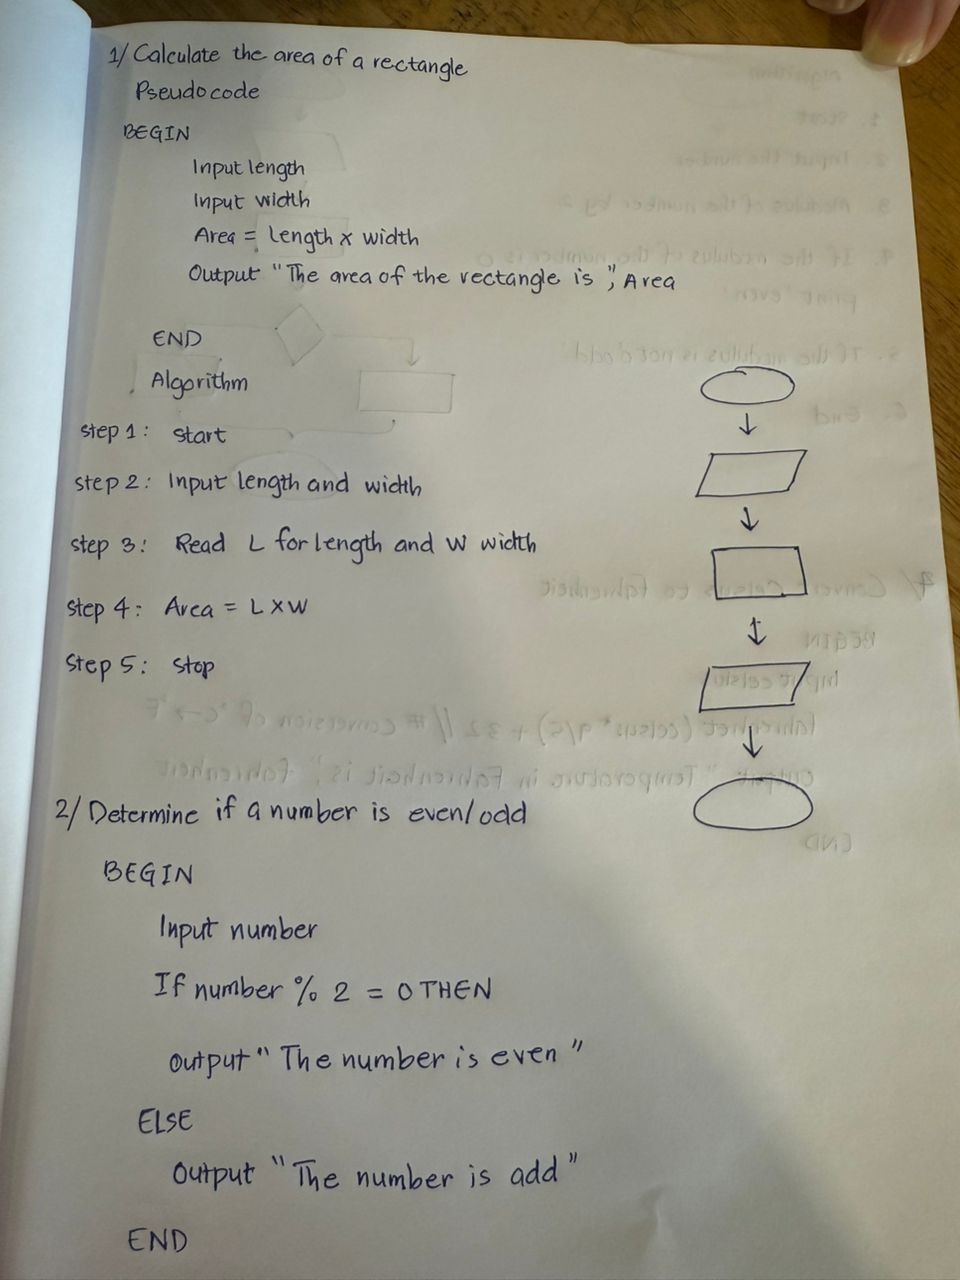 1/ Calculate the area of a rectangle
Pseudocode
BEGIN
Input length
Input width
Area = Length x width
Output "The area of the rectangle is", Area
END
Algorithm
step 1: start
step 2: Input length and width
step 3: Read L for length and W width
step 4: Area = L x W
step 5: stop
2/ Determine if a number is even/odd
BEGIN
Input number
If number % 2 = 0 THEN
output "The number is even"
ELSE
output "The number is add"
END